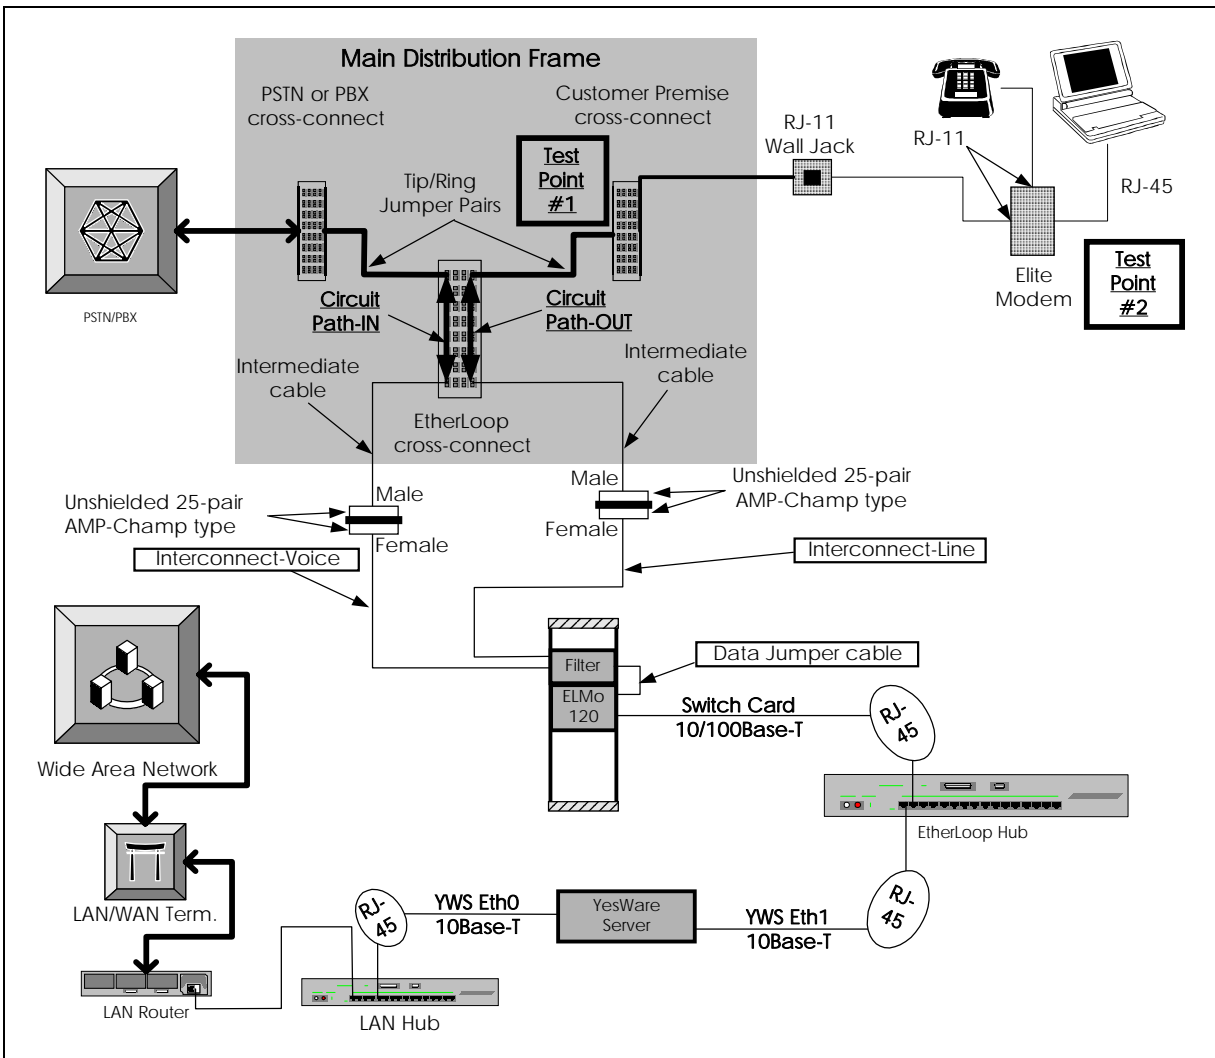 Main Distribution Frame
PSTN or PBX
cross-connect
Customer Premise
cross-connect
RJ-11
Wall Jack
RJ-11
RJ-45
Test
Point
#1
Tip/Ring
Jumper Pairs
Elite
Modem
Test
Point
#2
PSTN/PBX
Circuit
Path-IN
Circuit
Path-OUT
Intermediate
cable
Intermediate
cable
EtherLoop
cross-connect
Male
Male
Unshielded 25-pair
AMP-Champ type
Unshielded 25-pair
AMP-Champ type
Female
Female
Interconnect-Voice
Interconnect-Line
Filter
Data Jumper cable
ELMo
120
Switch Card
10/100Base-T
RJ-
45
Wide Area Network
EtherLoop Hub
LAN/WAN Term.
RJ-
45
YWS Eth0
10Base-T
YesWare
Server
YWS Eth1
10Base-T
RJ-
45
LAN Router
LAN Hub